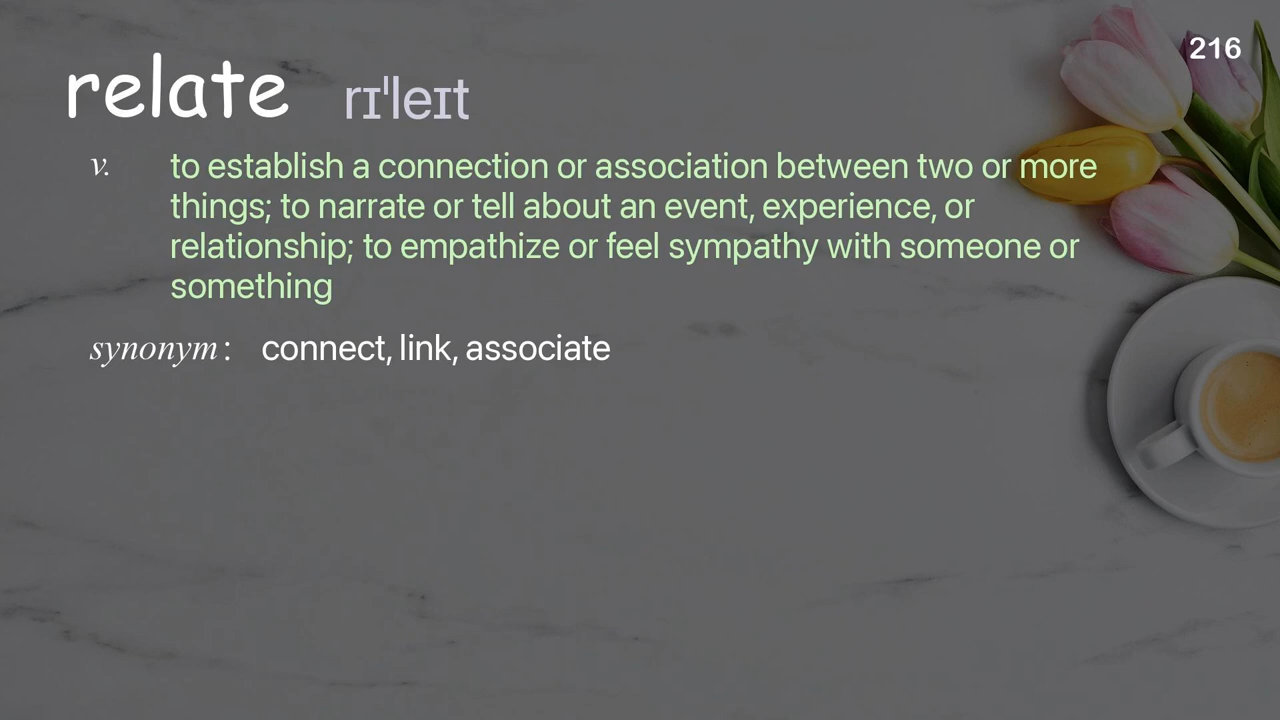 216
relate rɪˈleɪt
v. to establish a connection or association between two or more
things; to narrate or tell about an event, experience, or
relationship; to empathize or feel sympathy with someone or
something
synonym : connect, link, associate